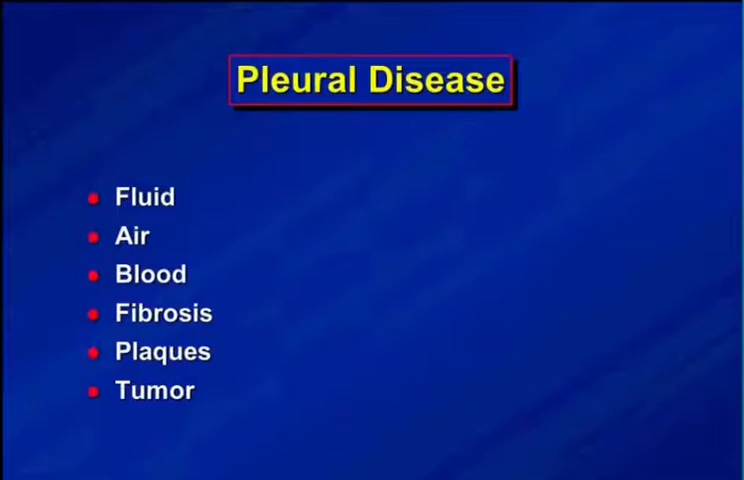 Pleural Disease
Fluid
Air
Blood
Fibrosis
Plaques
Tumor